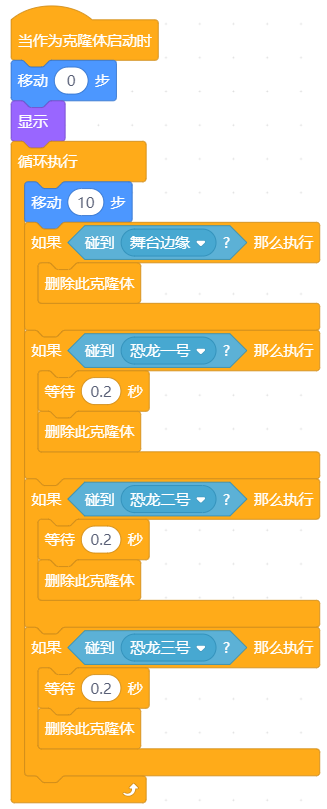 当作为克隆体启动时
移动 0 步
显示
循环执行
移动 10 步
如果 碰到 舞台边缘 ? 那么执行
删除此克隆体
如果 碰到 恐龙一号 ? 那么执行
等待 0.2 秒
删除此克隆体
如果 碰到 恐龙二号 ? 那么执行
等待 0.2 秒
删除此克隆体
如果 碰到 恐龙三号 ? 那么执行
等待 0.2 秒
删除此克隆体